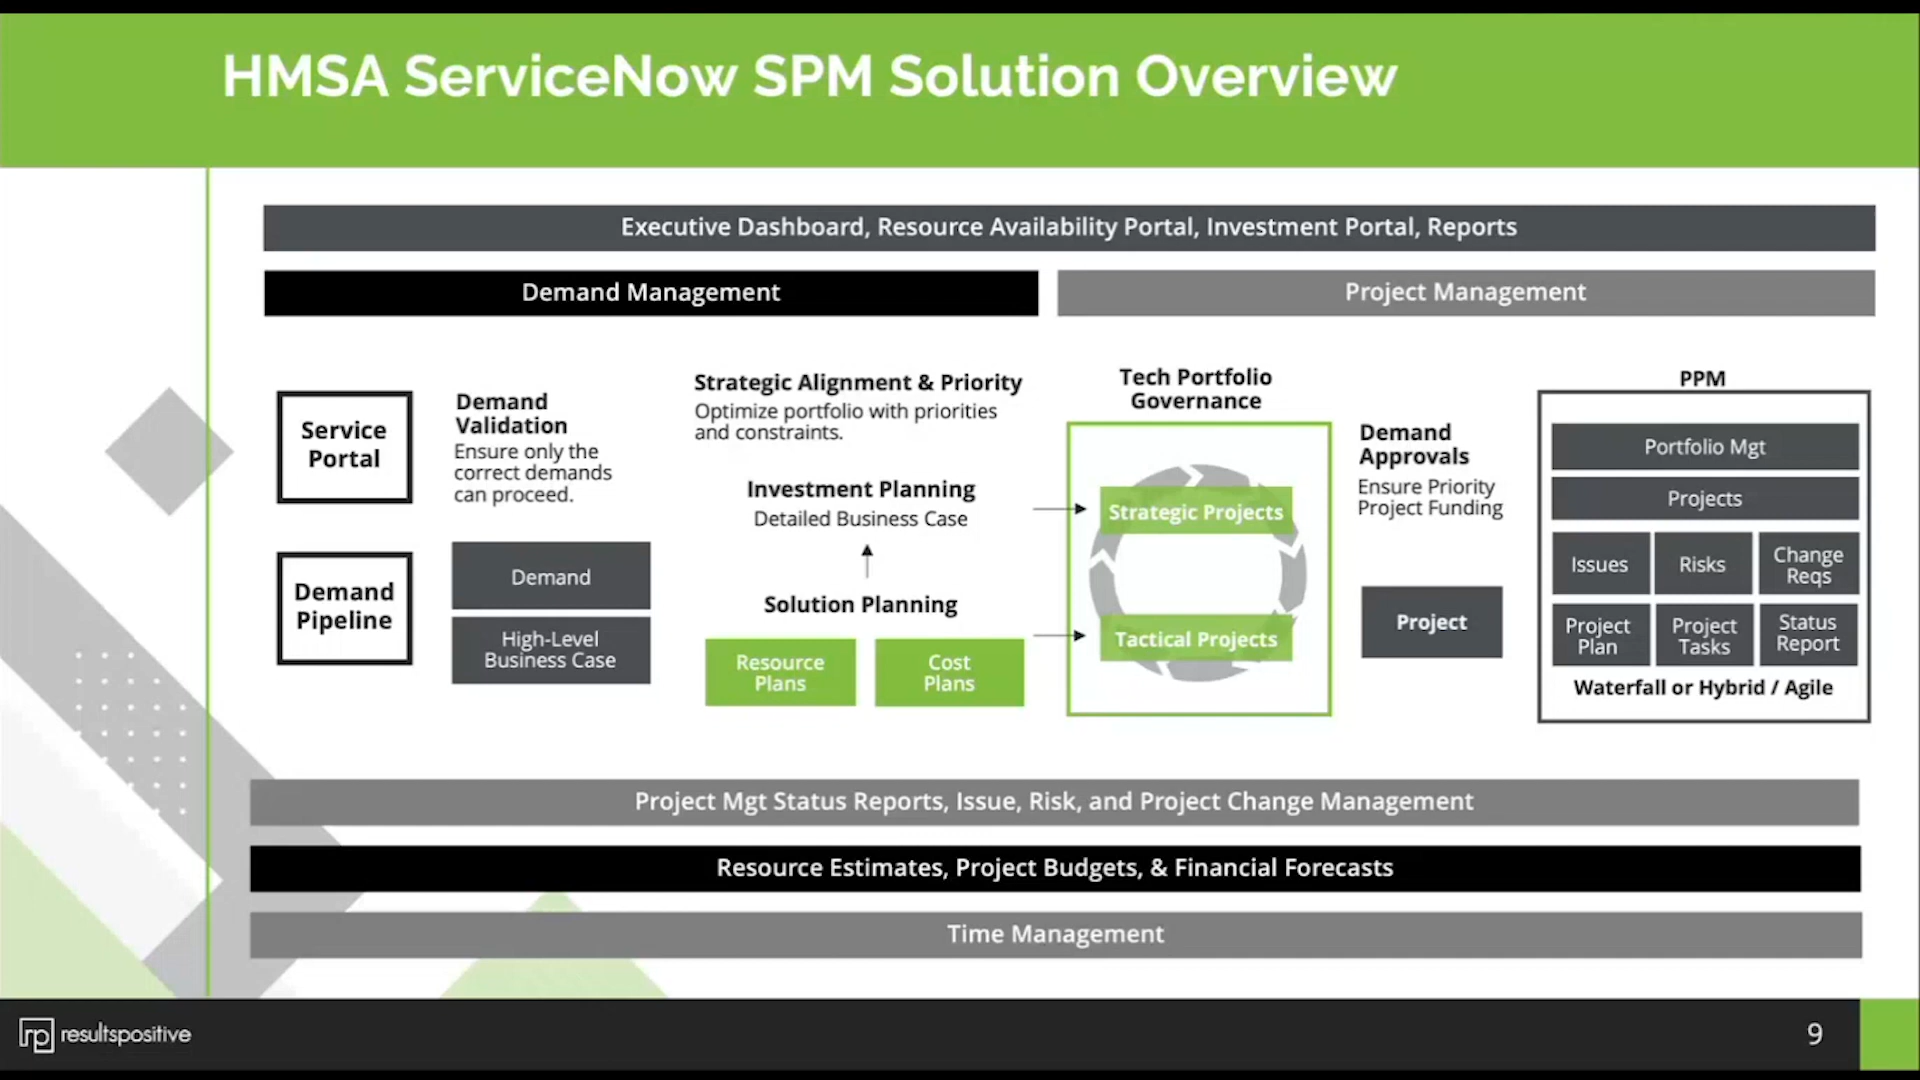 HMSA ServiceNow SPM Solution Overview
Executive Dashboard, Resource Availability Portal, Investment Portal, Reports
Demand Management
Project Management
Service
Portal
Demand
Pipeline
Demand
Validation
Ensure only the
correct demands
can proceed.
Demand
High-Level
Business Case
Strategic Alignment & Priority
Optimize portfolio with priorities
and constraints.
Investment Planning
Detailed Business Case
Solution Planning
Resource
Plans
Cost
Plans
Tech Portfolio
Governance
Strategic Projects
Tactical Projects
Demand
Approvals
Ensure Priority
Project Funding
Project
PPM
Portfolio Mgt
Projects
Issues
Risks
Change
Reqs
Project
Plan
Project
Tasks
Status
Report
Waterfall or Hybrid / Agile
Project Mgt Status Reports, Issue, Risk, and Project Change Management
Resource Estimates, Project Budgets, & Financial Forecasts
Time Management
rp resultspositive
9